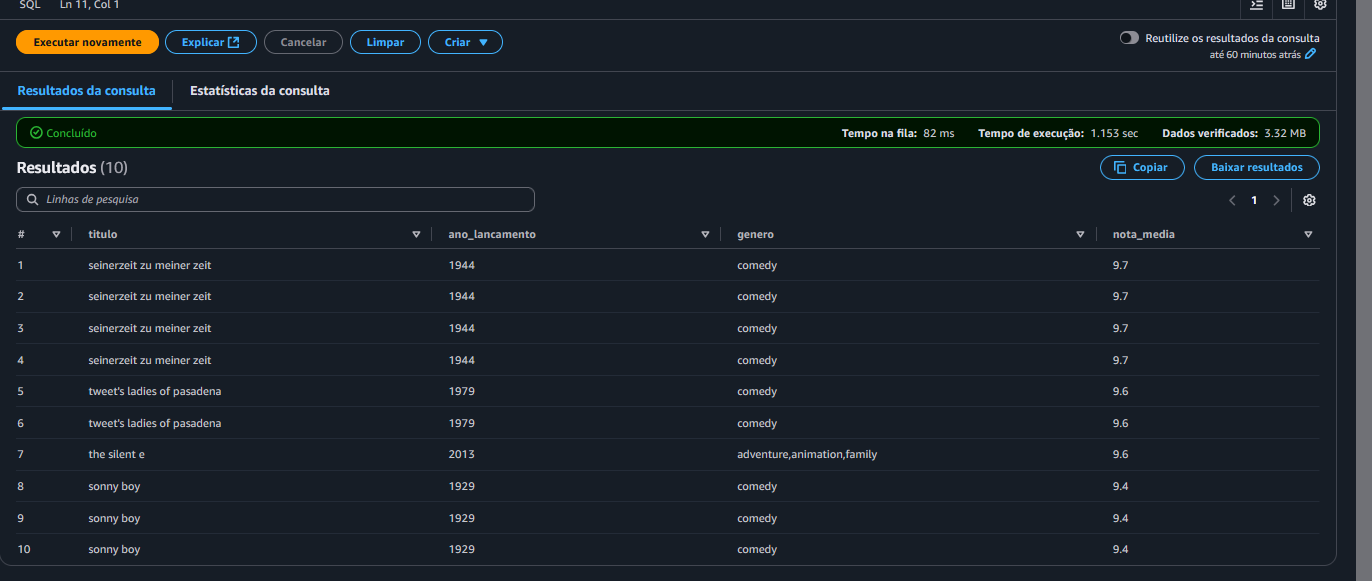 SQL Ln 11, Col 1
Executar novamente Explicar Cancelar Limpar Criar
Reutilize os resultados da consulta
até 60 minutos atrás
Resultados da consulta Estatísticas da consulta
Concluído Tempo na fila: 82 ms Tempo de execução: 1.153 sec Dados verificados: 3.32 MB
Resultados (10) Copiar Baixar resultados
Linhas de pesquisa 1
# titulo ano_lancamento genero nota_media
1 seinerzeit zu meiner zeit 1944 comedy 9.7
2 seinerzeit zu meiner zeit 1944 comedy 9.7
3 seinerzeit zu meiner zeit 1944 comedy 9.7
4 seinerzeit zu meiner zeit 1944 comedy 9.7
5 tweet's ladies of pasadena 1979 comedy 9.6
6 tweet's ladies of pasadena 1979 comedy 9.6
7 the silent e 2013 adventure,animation,family 9.6
8 sonny boy 1929 comedy 9.4
9 sonny boy 1929 comedy 9.4
10 sonny boy 1929 comedy 9.4